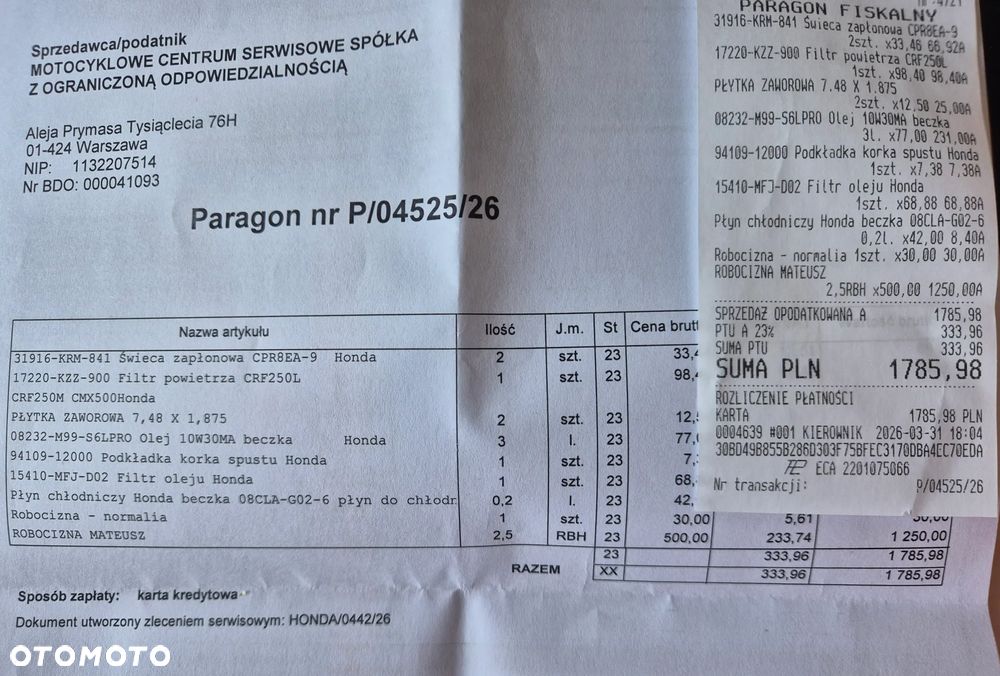 Sprzedawca/podatnik
MOTOCYKLOWE CENTRUM SERWISOWE SPÓŁKA
Z OGRANICZONĄ ODPOWIEDZIALNOŚCIĄ
Aleja Prymasa Tysiąclecia 76H
01-424 Warszawa
NIP: 1132207514
Nr BDO: 000041093
Paragon nr P/04525/26
Nazwa artykułu Ilość J.m. St Cena brutt
31916-KRM-841 Świeca zapłonowa CPR8EA-9 Honda 2 szt. 23 33,4
17220-KZZ-900 Filtr powietrza CRF250L 1 szt. 23 98,4
CRF250M CMX500Honda
PŁYTKA ZAWOROWA 7,48 X 1,875 2 szt. 23 12,5
08232-M99-S6LPRO Olej 10W30MA beczka Honda 3 l. 23 77,0
94109-12000 Podkładka korka spustu Honda 1 szt. 23 7,3
15410-MFJ-D02 Filtr oleju Honda 1 szt. 23 68,
Płyn chłodniczy Honda beczka 08CLA-G02-6 płyn do chłodn 0,2 l. 23 42,
Robocizna - normalia 1 szt. 23 30,00 5,61 30,00
ROBOCIZNA MATEUSZ 2,5 RBH 23 500,00 233,74 1 250,00
23 333,96 1 785,98
RAZEM XX 333,96 1 785,98
Sposób zapłaty: karta kredytowa
Dokument utworzony zleceniem serwisowym: HONDA/0442/26
PARAGON FISKALNY
31916-KRM-841 Świeca zapłonowa CPR8EA-9
2szt. x33,46 66,92A
17220-KZZ-900 Filtr powietrza CRF250L
1szt. x98,40 98,40A
PŁYTKA ZAWOROWA 7.48 X 1.875
2szt. x12,50 25,00A
08232-M99-S6LPRO Olej 10W30MA beczka
3l. x77,00 231,00A
94109-12000 Podkładka korka spustu Honda
1szt. x7,38 7,38A
15410-MFJ-D02 Filtr oleju Honda
1szt. x68,88 68,88A
Płyn chłodniczy Honda beczka 08CLA-G02-6
0,2l. x42,00 8,40A
Robocizna - normalia 1szt. x30,00 30,00A
ROBOCIZNA MATEUSZ
2,5RBH x500,00 1250,00A
SPRZEDAŻ OPODATKOWANA A 1785,98
PTU A 23% 333,96
SUMA PTU 333,96
SUMA PLN 1785,98
ROZLICZENIE PŁATNOŚCI
KARTA 1785,98 PLN
0004639 #001 KIEROWNIK 2026-03-31 18:04
30BD49B855B286D303F75BFEC3170DBA4EC70EDA
ECA 2201075066
Nr transakcji: P/04525/26
OTOMOTO